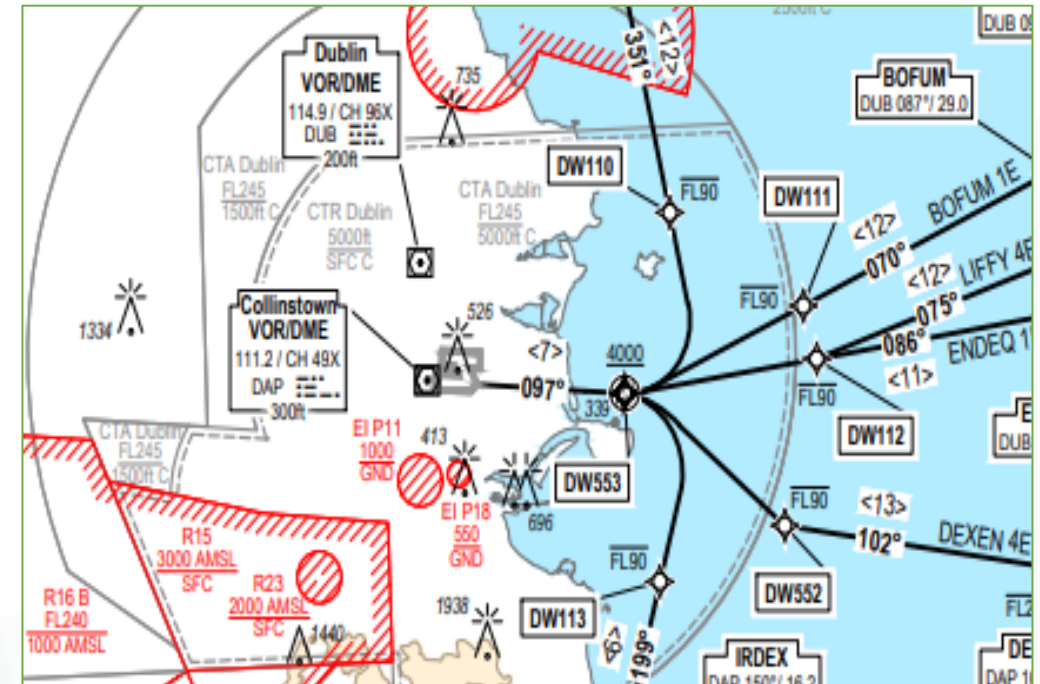 2500ft C
DUB 09
Dublin
VOR/DME
114.9 / CH 96X
DUB
200ft
735
351°
<12>
BOFUM
DUB 087°/ 29.0
DW110
FL90
DW111
CTA Dublin
FL245
1500ft C
CTR Dublin
5000ft
SFC C
CTA Dublin
FL245
5000ft C
BOFUM 1E
<12>
070°
<12>
LIFFY 4E
075°
FL90
086°
ENDEQ 1
<11>
1334
Collinstown
VOR/DME
111.2 / CH 49X
DAP
300ft
526
<7>
097°
4000
339
FL90
DW112
DUB
CTA Dublin
FL245
1500ft C
EI P11
1000
GND
413
EI P18
550
GND
696
DW553
FL90
<13>
102°
DEXEN 4E
R15
3000 AMSL
SFC
R23
2000 AMSL
SFC
R16 B
FL240
1000 AMSL
1440
1938
FL90
DW113
<6>
199°
DW552
FL2
IRDEX
DAP 150°/ 16.2
DE
DAP 10